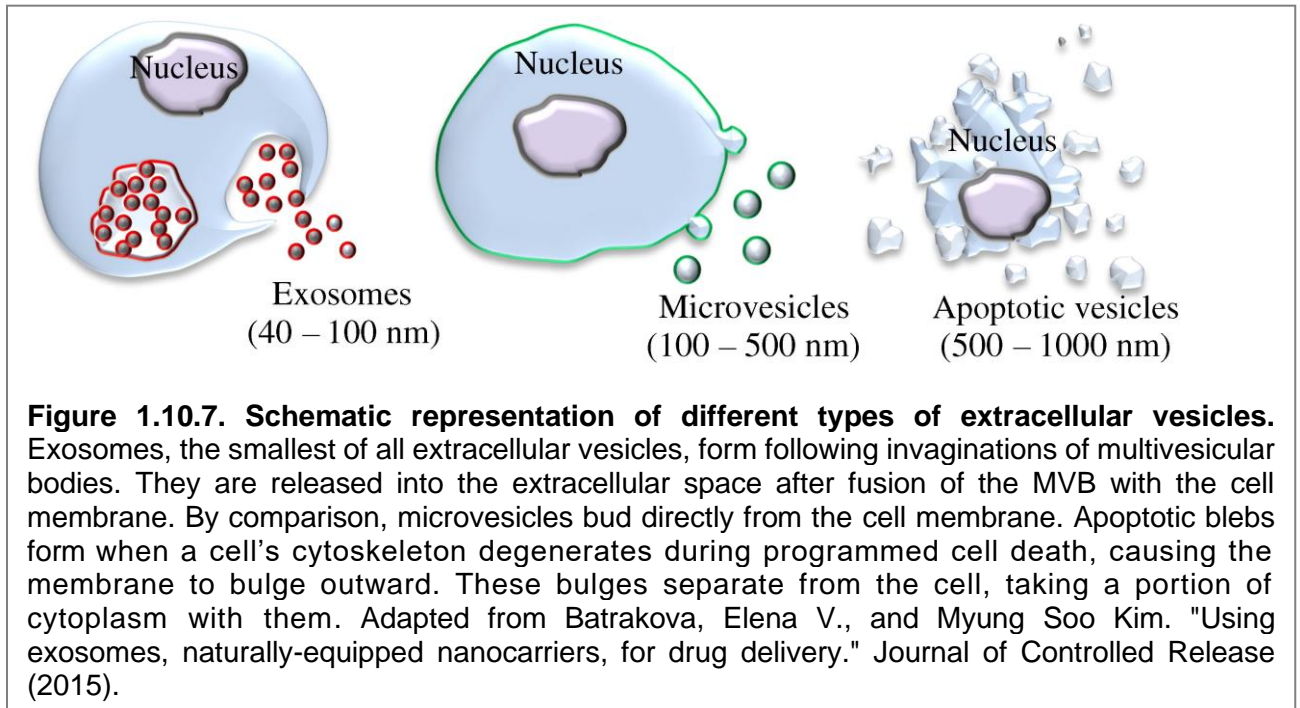 Nucleus
Nucleus
Nucleus
Exosomes
(40 – 100 nm)
Microvesicles
(100 – 500 nm)
Apoptotic vesicles
(500 – 1000 nm)
Figure 1.10.7. Schematic representation of different types of extracellular vesicles.
Exosomes, the smallest of all extracellular vesicles, form following invaginations of multivesicular
bodies. They are released into the extracellular space after fusion of the MVB with the cell
membrane. By comparison, microvesicles bud directly from the cell membrane. Apoptotic blebs
form when a cell's cytoskeleton degenerates during programmed cell death, causing the
membrane to bulge outward. These bulges separate from the cell, taking a portion of
cytoplasm with them. Adapted from Batrakova, Elena V., and Myung Soo Kim. "Using
exosomes, naturally-equipped nanocarriers, for drug delivery." Journal of Controlled Release
(2015).